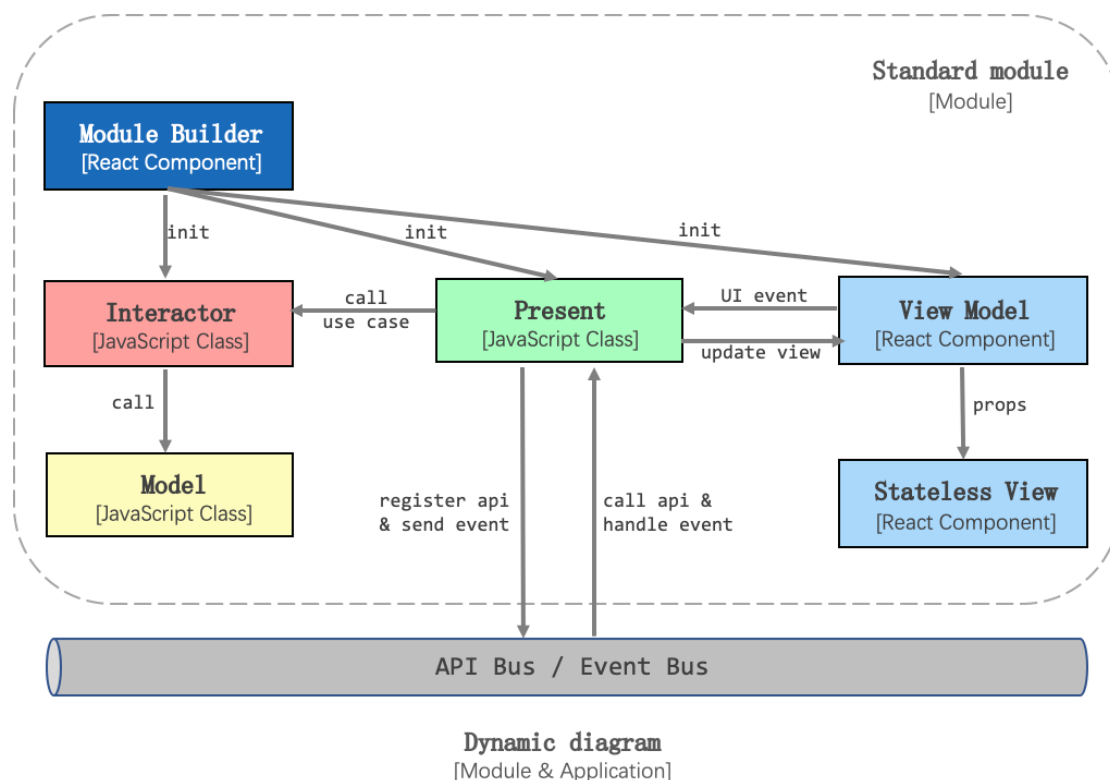 Standard module
[Module]
Module Builder
[React Component]
init
init
init
Interactor
[JavaScript Class]
call
use case
Present
[JavaScript Class]
UI event
update view
View Model
[React Component]
call
props
Model
[JavaScript Class]
register api
& send event
call api &
handle event
Stateless View
[React Component]
API Bus / Event Bus
Dynamic diagram
[Module & Application]